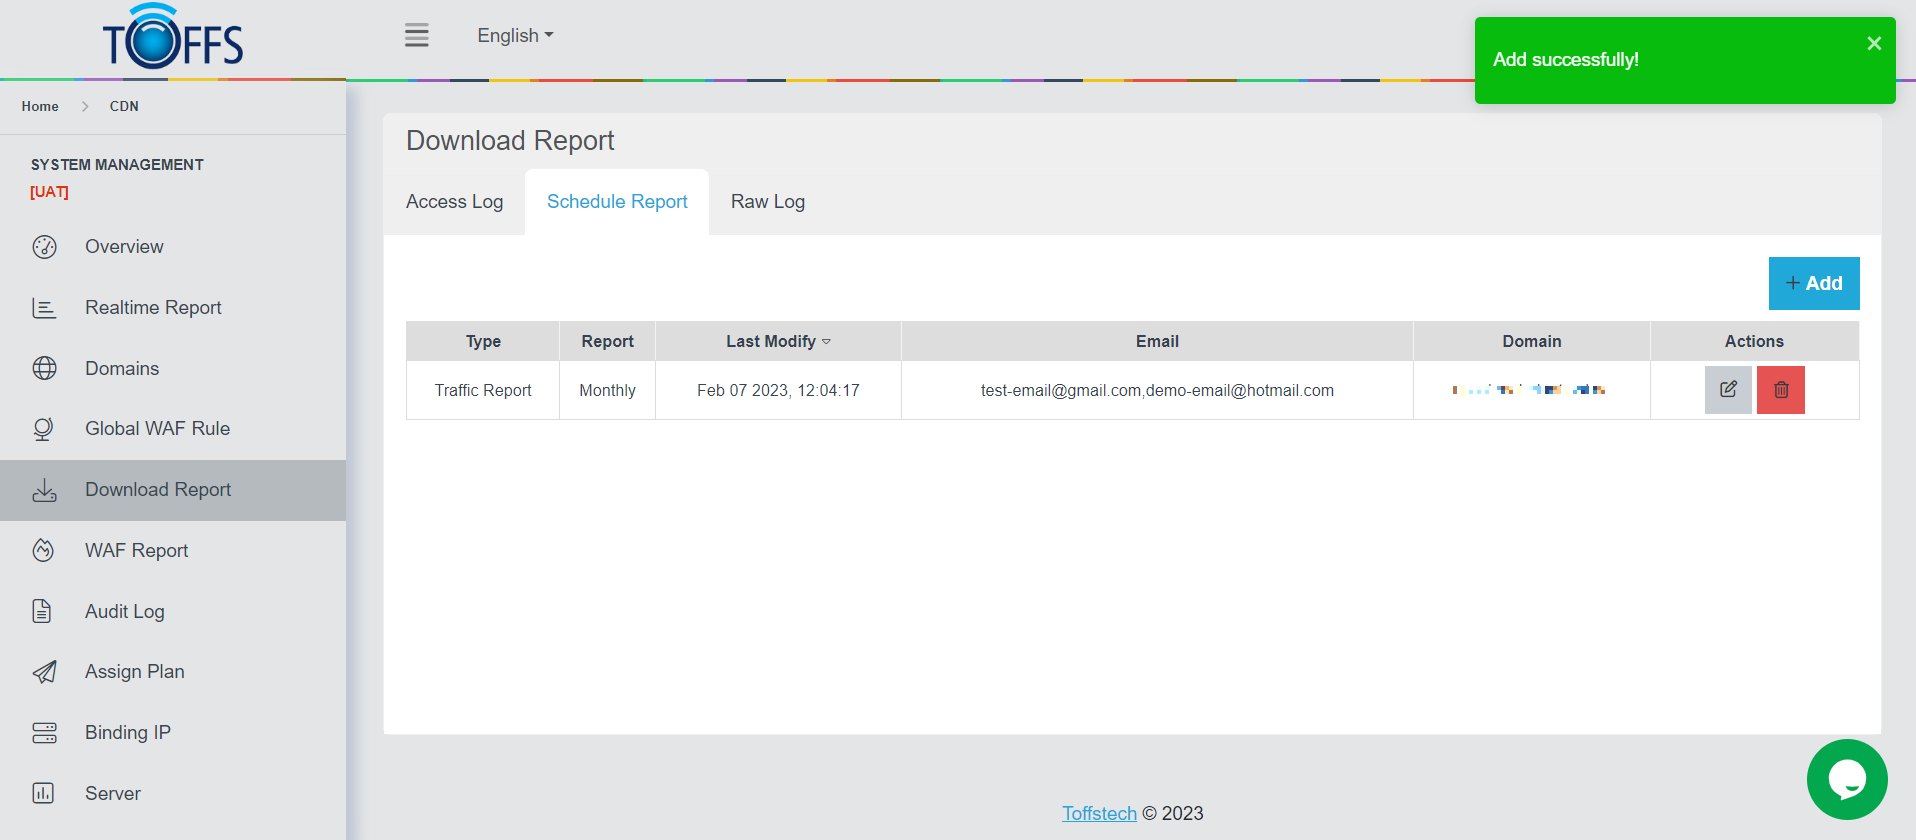 TOFFS
English
Add successfully!
Home > CDN
SYSTEM MANAGEMENT
[UAT]
Overview
Realtime Report
Domains
Global WAF Rule
Download Report
WAF Report
Audit Log
Assign Plan
Binding IP
Server
Download Report
Access Log Schedule Report Raw Log
+ Add
Type Report Last Modify Email Domain Actions
Traffic Report Monthly Feb 07 2023, 12:04:17 test-email@gmail.com,demo-email@hotmail.com
Toffstech © 2023